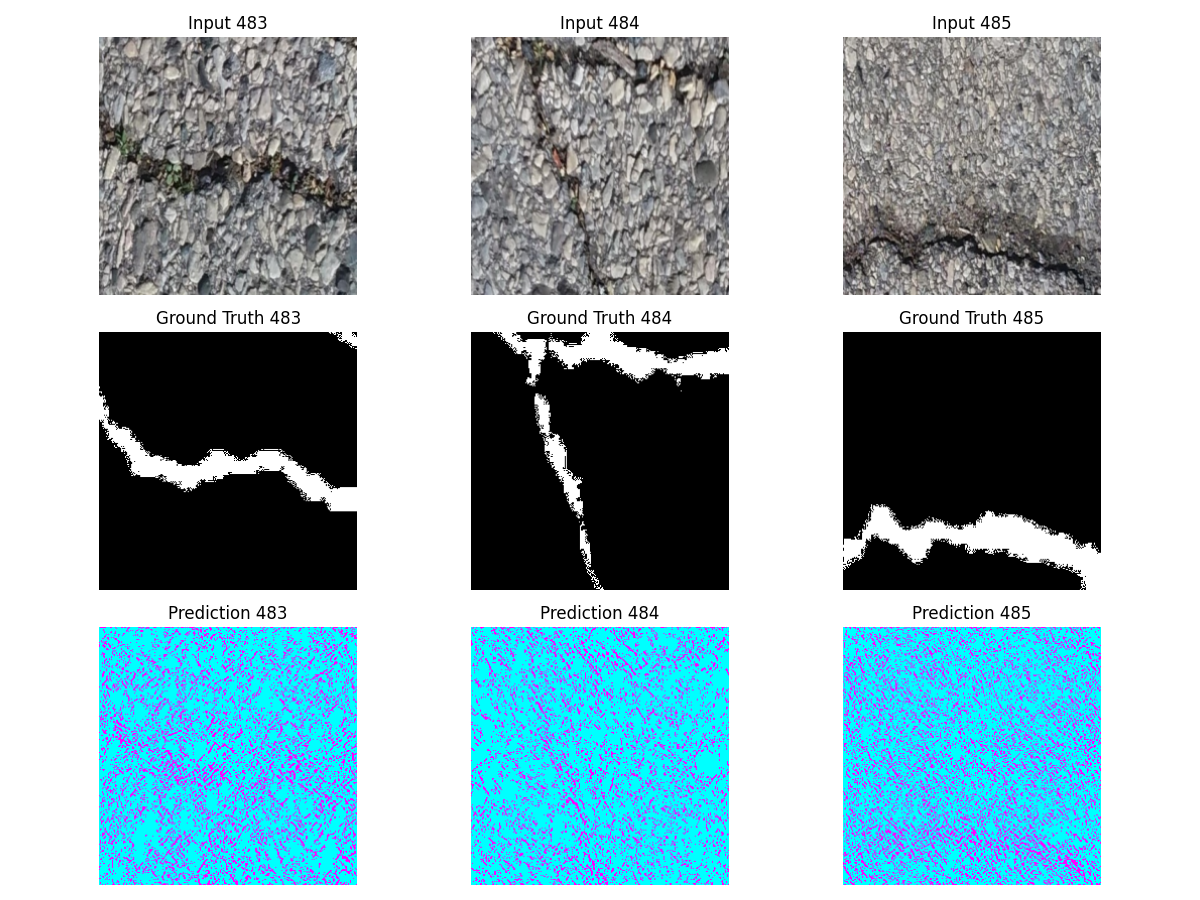 Input 483
Input 484
Input 485
Ground Truth 483
Ground Truth 484
Ground Truth 485
Prediction 483
Prediction 484
Prediction 485